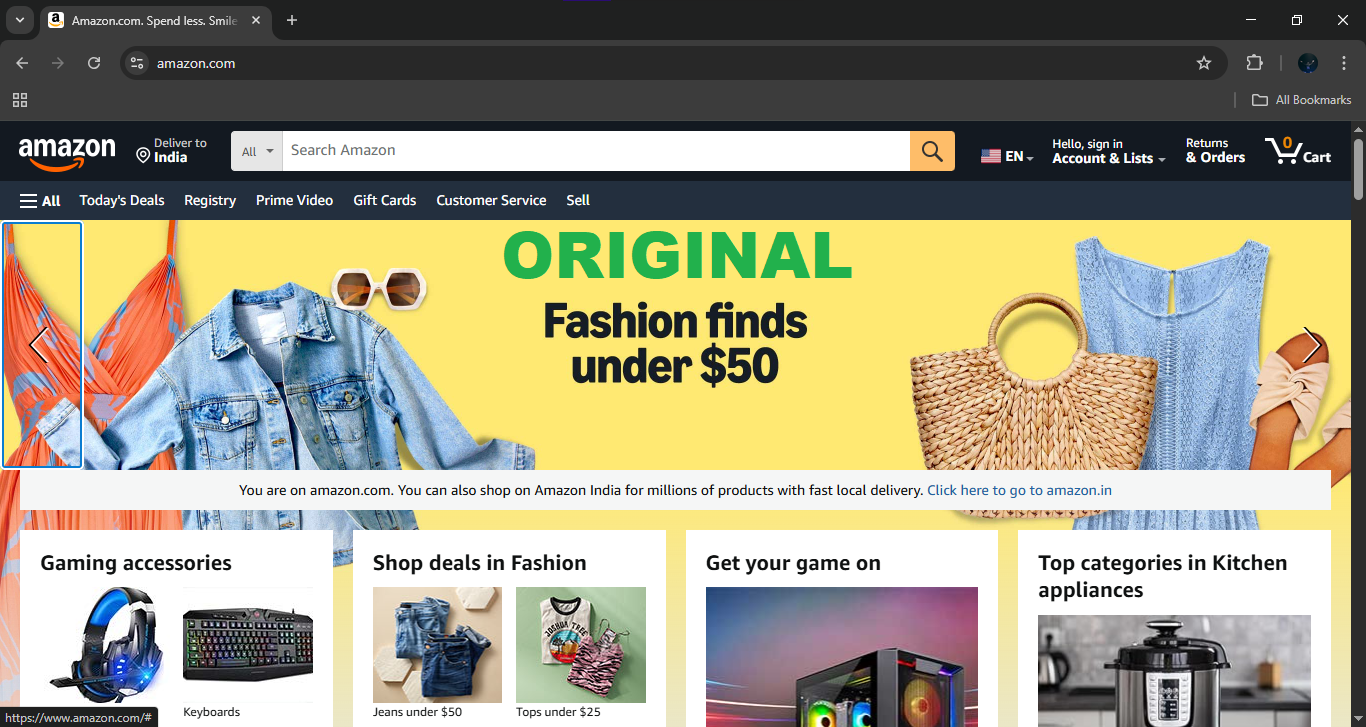 Amazon.com. Spend less. Smile
amazon.com
All Bookmarks
amazon
Deliver to
India
All
Search Amazon
EN
Hello, sign in
Account & Lists
Returns
& Orders
0
Cart
All
Today's Deals
Registry
Prime Video
Gift Cards
Customer Service
Sell
ORIGINAL
Fashion finds
under $50
You are on amazon.com. You can also shop on Amazon India for millions of products with fast local delivery. Click here to go to amazon.in
Gaming accessories
Shop deals in Fashion
Get your game on
Top categories in Kitchen
appliances
JOSHUA TREE
Keyboards
Jeans under $50
Tops under $25
https://www.amazon.com/#